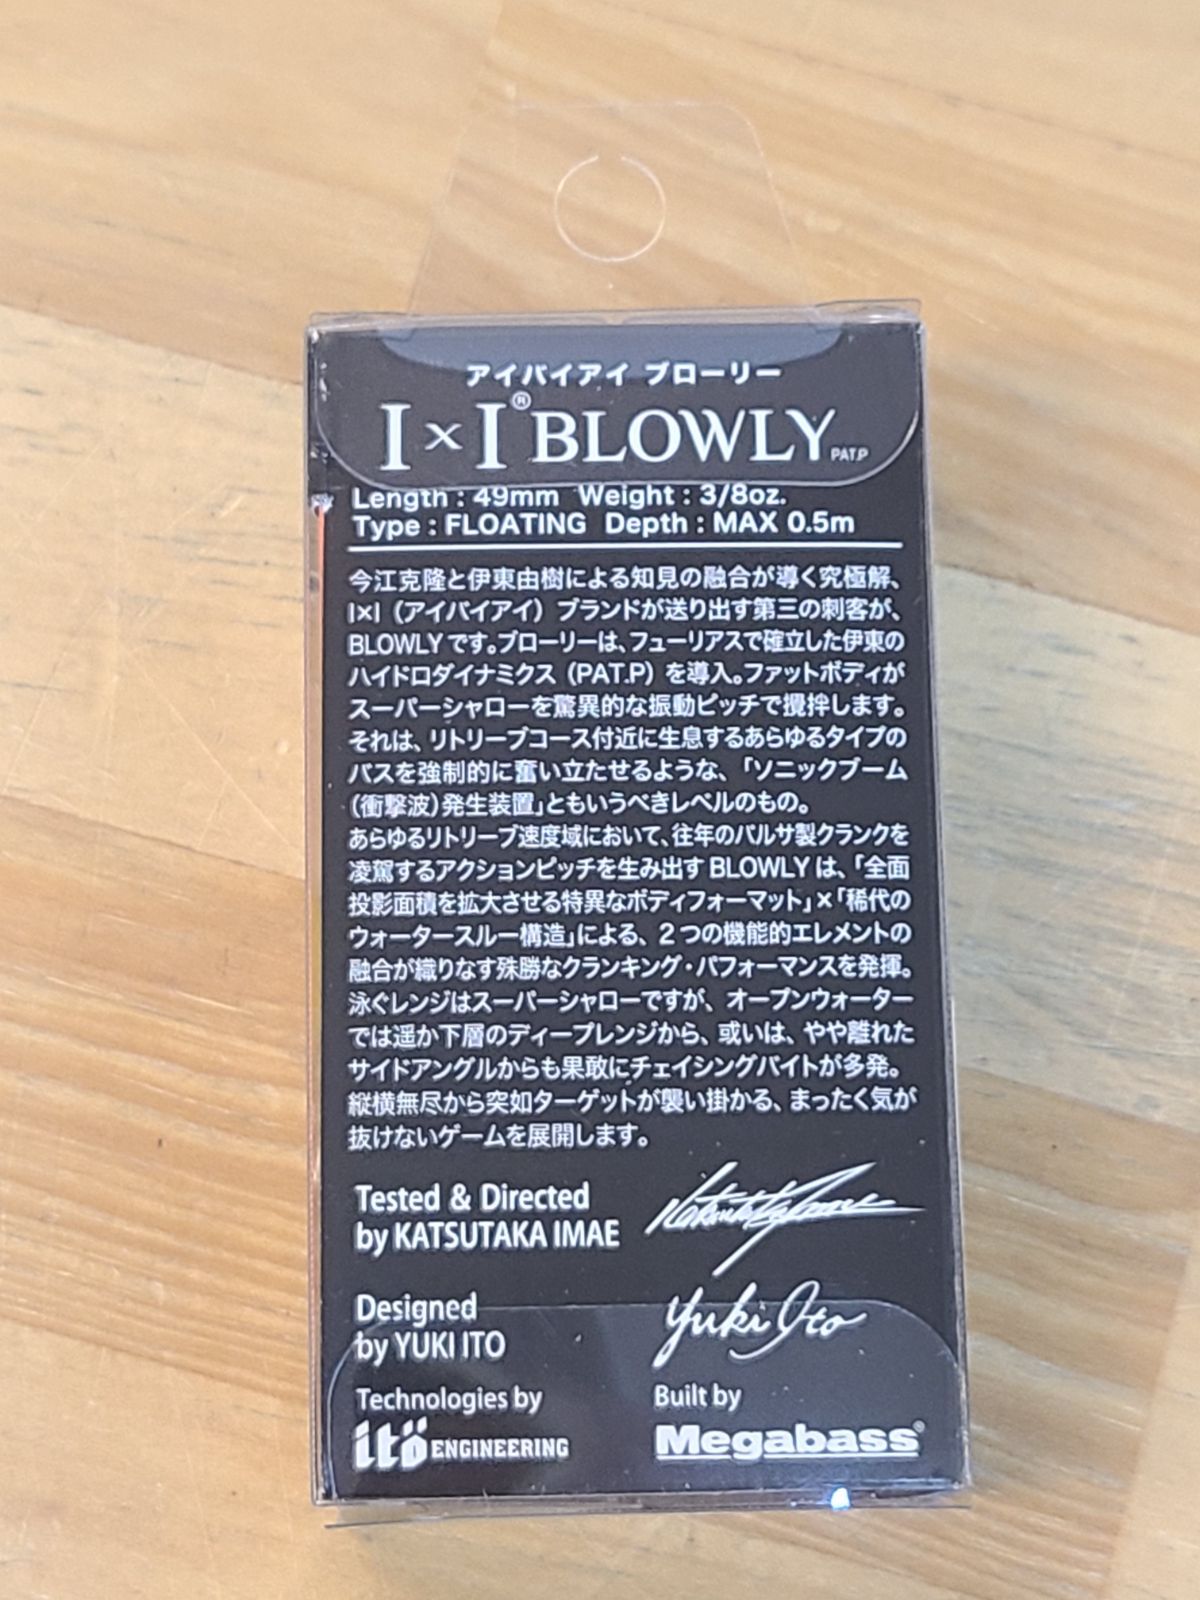 アイバイアイ ブローリー
I×I® BLOWLY PAT.P
Length : 49mm Weight : 3/8oz.
Type : FLOATING Depth : MAX 0.5m
今江克隆と伊東由樹による知見の融合が導く究極解、
I×I（アイバイアイ）ブランドが送り出す第三の刺客が、
BLOWLYです。ブローリーは、フューリアスで確立した伊東の
ハイドロダイナミクス（PAT.P）を導入。ファットボディが
スーパーシャローを驚異的な振動ピッチで攪拌します。
それは、リトリーブコース付近に生息するあらゆるタイプの
バスを強制的に奮い立たせるような、「ソニックブーム
（衝撃波）発生装置」ともいうべきレベルのもの。
あらゆるリトリーブ速度域において、往年のバルサ製クランクを
凌駕するアクションピッチを生み出す BLOWLY は、「全面
投影面積を拡大させる特異なボディフォーマット」×「稀代の
ウォータースルー構造」による、2つの機能的エレメントの
融合が織りなす殊勝なクランキング・パフォーマンスを発揮。
泳ぐレンジはスーパーシャローですが、オープンウォーター
では遥か下層のディープレンジから、或いは、やや離れた
サイドアングルからも果敢にチェイシングバイトが多発。
縦横無尽から突如ターゲットが襲い掛かる、まったく気が
抜けないゲームを展開します。
Tested & Directed
by KATSUTAKA IMAE
Designed
by YUKI ITO
Yuki Ito
Technologies by
itö ENGINEERING
Built by
Megabass®